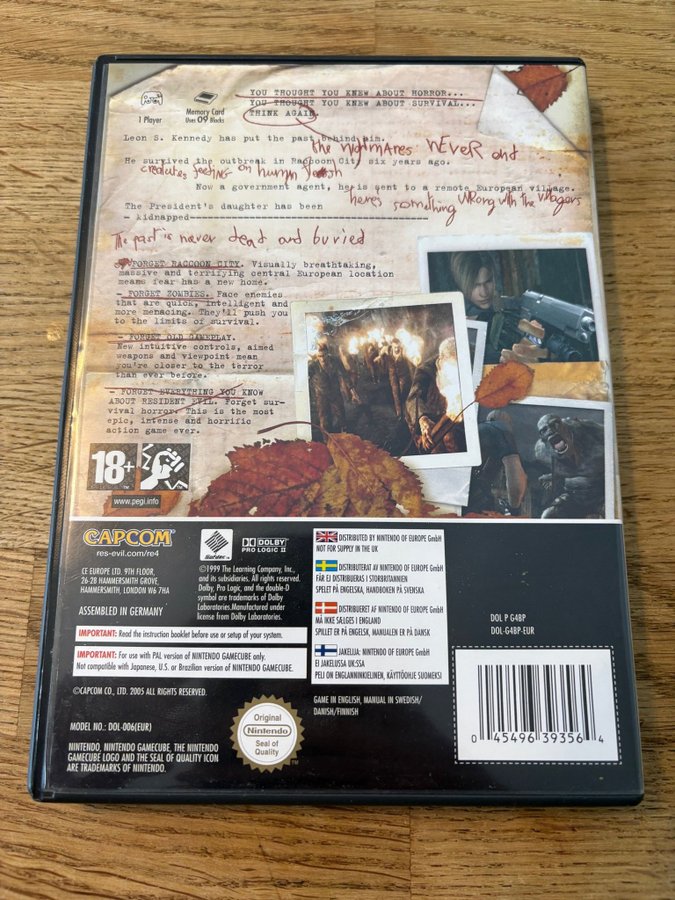 YOU THOUGHT YOU KNEW ABOUT HORROR...
YOU THOUGHT YOU KNEW ABOUT SURVIVAL...
THINK AGAIN.
1 Player
Memory Card
Uses 09 Blocks
Leon S. Kennedy has put the past behind him.
the nightmares NEVER end
He survived the outbreak in Raccoon City six years ago.
creatures feeding on human flesh
Now a government agent, he is sent to a remote European village.
heres something wrong with the villagers
The President's daughter has been
- kidnapped
The past is never dead and buried
- FORGET RACCOON CITY. Visually breathtaking,
massive and terrifying central European location
means fear has a new home.
- FORGET ZOMBIES. Face enemies
that are quick, intelligent and
more menacing. They'll push you
to the limits of survival.
- FORGET OLD GAMEPLAY.
New intuitive controls, aimed
weapons and viewpoint mean
you're closer to the terror
than ever before.
- FORGET EVERYTHING YOU KNOW
ABOUT RESIDENT EVIL. Forget sur-
vival horror. This is the most
epic, intense and horrific
action game ever.
18+
www.pegi.info
CAPCOM
res-evil.com/re4
CE EUROPE LTD. 9TH FLOOR,
26-28 HAMMERSMITH GROVE,
HAMMERSMITH, LONDON W6 7HA
ASSEMBLED IN GERMANY
DOLBY
PRO LOGIC II
©1999 The Learning Company, Inc.,
and its subsidiaries. All rights reserved.
Dolby, Pro Logic, and the double-D
symbol are trademarks of Dolby
Laboratories.Manufactured under
license from Dolby Laboratories.
IMPORTANT: Read the instruction booklet before use or setup of your system.
IMPORTANT: For use with PAL version of NINTENDO GAMECUBE only.
Not compatible with Japanese, U.S. or Brazilian version of NINTENDO GAMECUBE.
©CAPCOM CO., LTD. 2005 ALL RIGHTS RESERVED.
MODEL NO.: DOL-006(EUR)
NINTENDO, NINTENDO GAMECUBE, THE NINTENDO
GAMECUBE LOGO AND THE SEAL OF QUALITY ICON
ARE TRADEMARKS OF NINTENDO.
Original
Nintendo
Seal of
Quality
TM
DISTRIBUTED BY NINTENDO OF EUROPE GmbH
NOT FOR SUPPLY IN THE UK
DISTRIBUTERAT AV NINTENDO OF EUROPE GmbH
FÅR EJ DISTRIBUERAS I STORBRITANNIEN
SPELET PÅ ENGELSKA, HANDBOKEN PÅ SVENSKA
DISTRIBUERET AF NINTENDO OF EUROPE GmbH
MÅ IKKE SÆLGES I ENGLAND
SPILLET ER PÅ ENGELSK, MANUALEN ER PÅ DANSK
JAKELIJA: NINTENDO OF EUROPE GmbH
EI JAKELUSSA UK:SSA
PELI ON ENGLANNINKIELINEN, KÄYTTÖOHJE SUOMEKSI
GAME IN ENGLISH, MANUAL IN SWEDISH/
DANISH/FINNISH
DOL P G4BP
DOL-G4BP-EUR
0 45496 39356 4